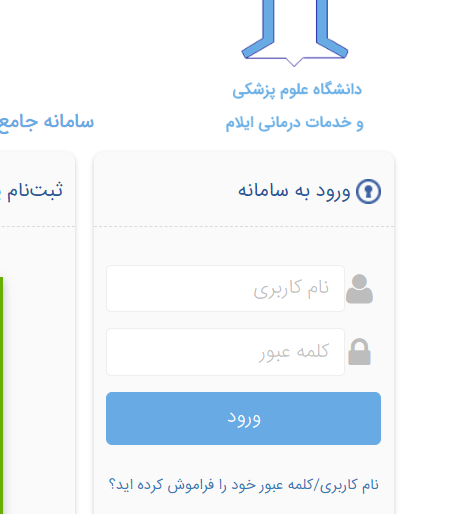 دانشگاه علوم پزشکی
و خدمات درمانی ایلام
سامانه جامع
ورود به سامانه
ثبت‌نام
نام کاربری
کلمه عبور
ورود
نام کاربری/کلمه عبور خود را فراموش کرده اید؟